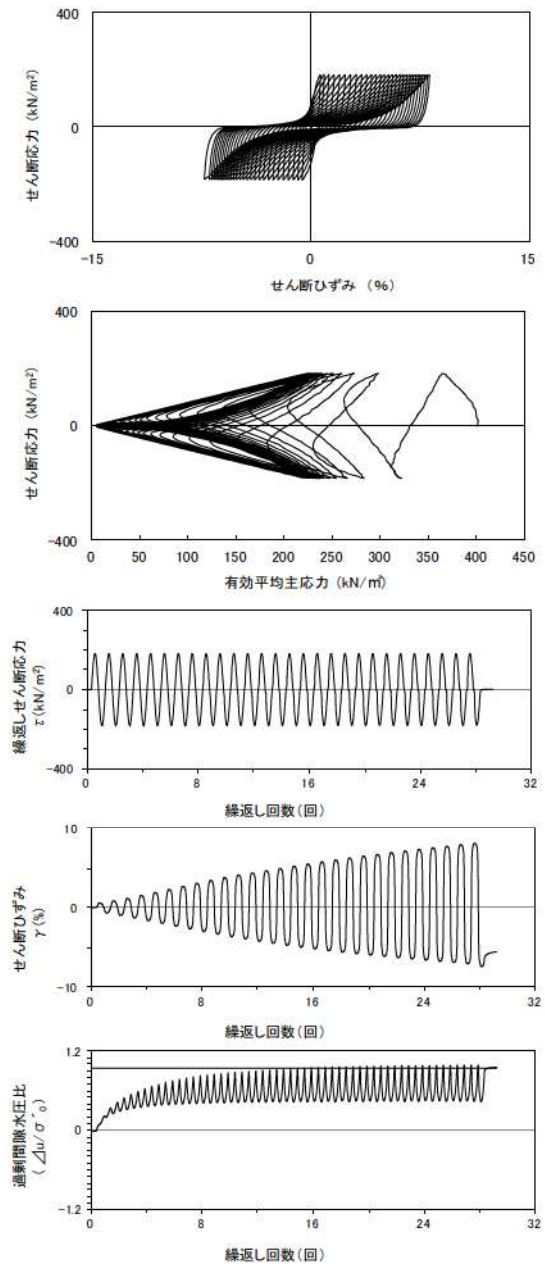 400
せん断応力 (kN/m²)
0
-400
-15
0
15
せん断ひずみ (%)
400
せん断応力 (kN/m²)
0
-400
0 50 100 150 200 250 300 350 400 450
有効平均主応力 (kN/㎡)
400
繰返しせん断応力
τ(kN/m²)
0
-400
0 8 16 24 32
繰返し回数(回)
10
せん断ひずみ
γ(%)
0
-10
0 8 16 24 32
繰返し回数(回)
1.2
過剰間隙水圧比
(⊿u/σ´₀)
0
-1.2
0 8 16 24 32
繰返し回数(回)